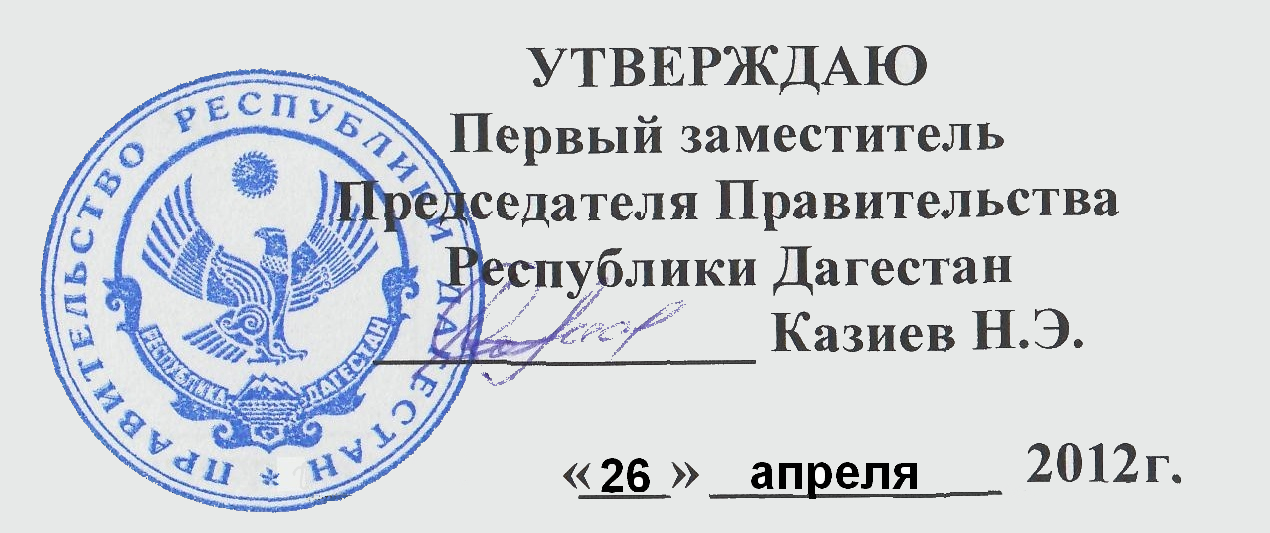 УТВЕРЖДАЮ
Первый заместитель
Председателя Правительства
Республики Дагестан
Казиев Н.Э.
« 26 » апреля 2012г.
ПРАВИТЕЛЬСТВО РЕСПУБЛИКИ ДАГЕСТАН *
РЕСПУБЛИКА ДАГЕСТАН